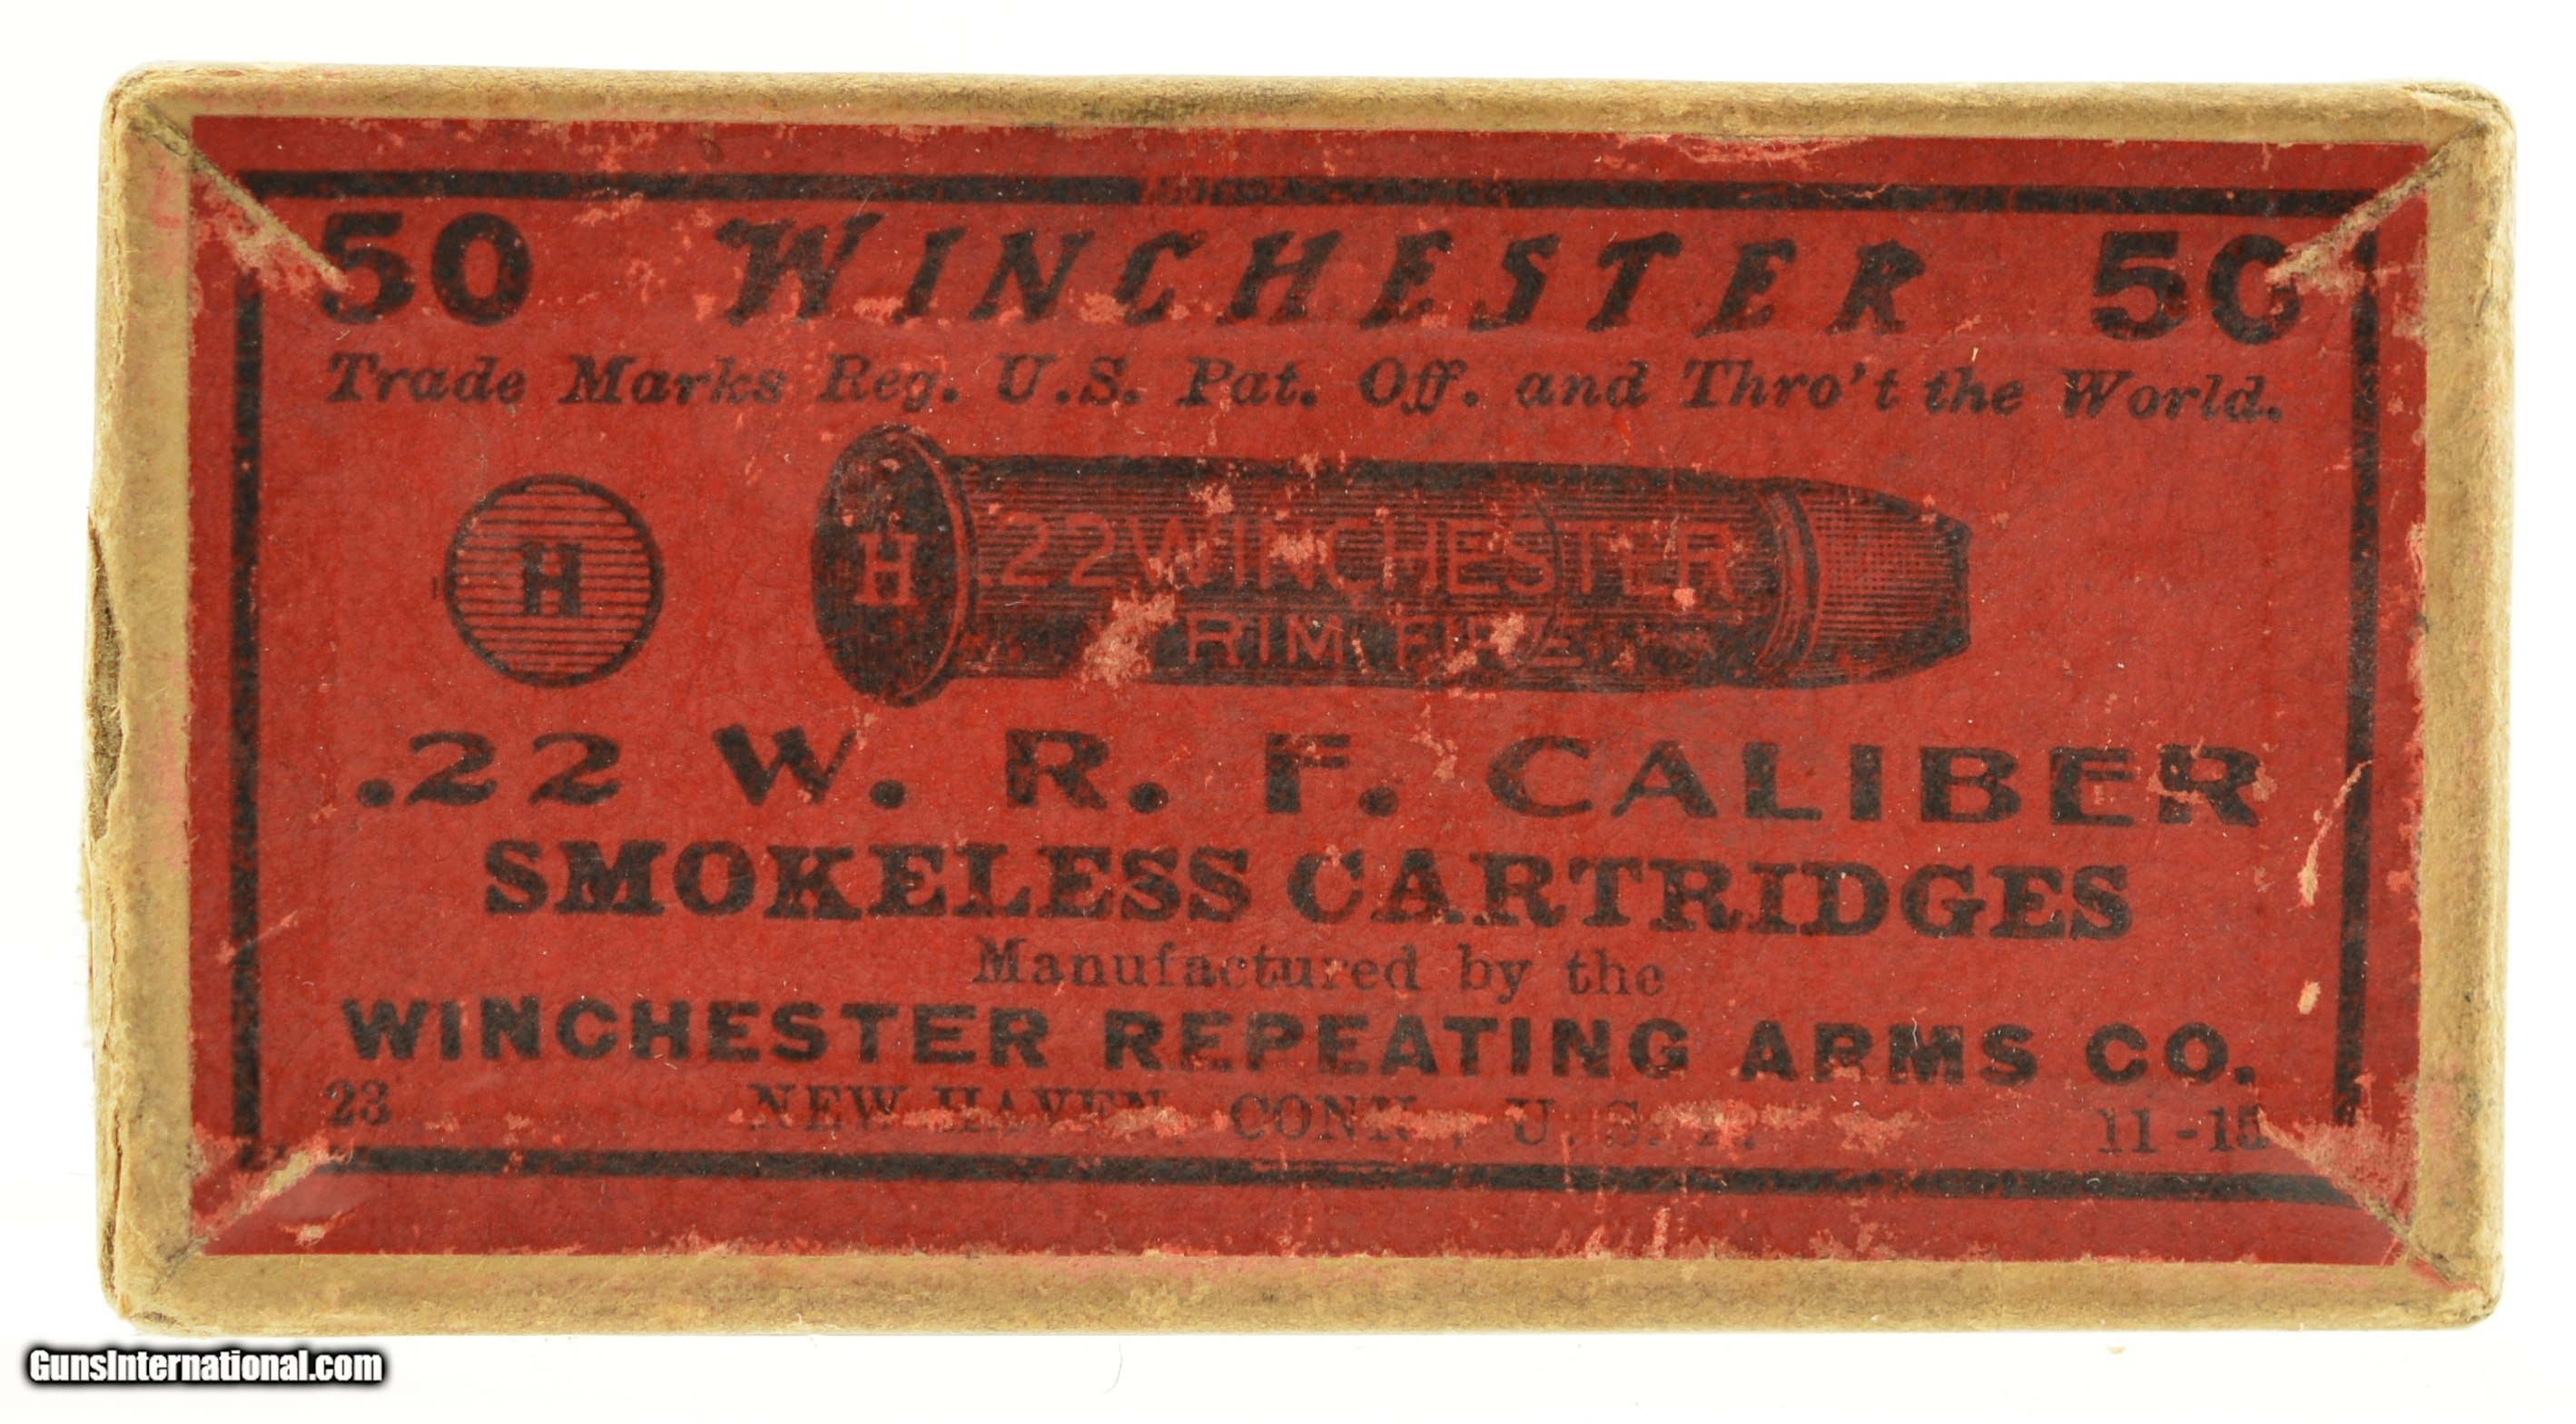 50 WINCHESTER 50
Trade Marks Reg. U.S. Pat. Off. and Thro't the World.
H
H .22 WINCHESTER
RIM FIRE
.22 W. R. F. CALIBER
SMOKELESS CARTRIDGES
Manufactured by the
WINCHESTER REPEATING ARMS CO.
23 NEW HAVEN, CONN., U. S. A. 11-15
GunsInternational.com